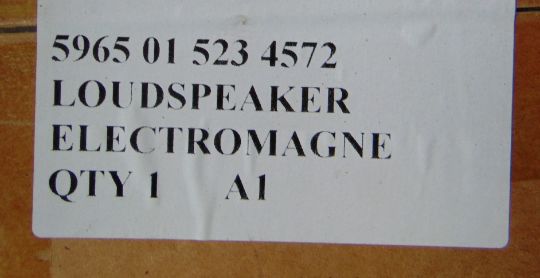 5965 01 523 4572
LOUDSPEAKER
ELECTROMAGNE
QTY 1 A1